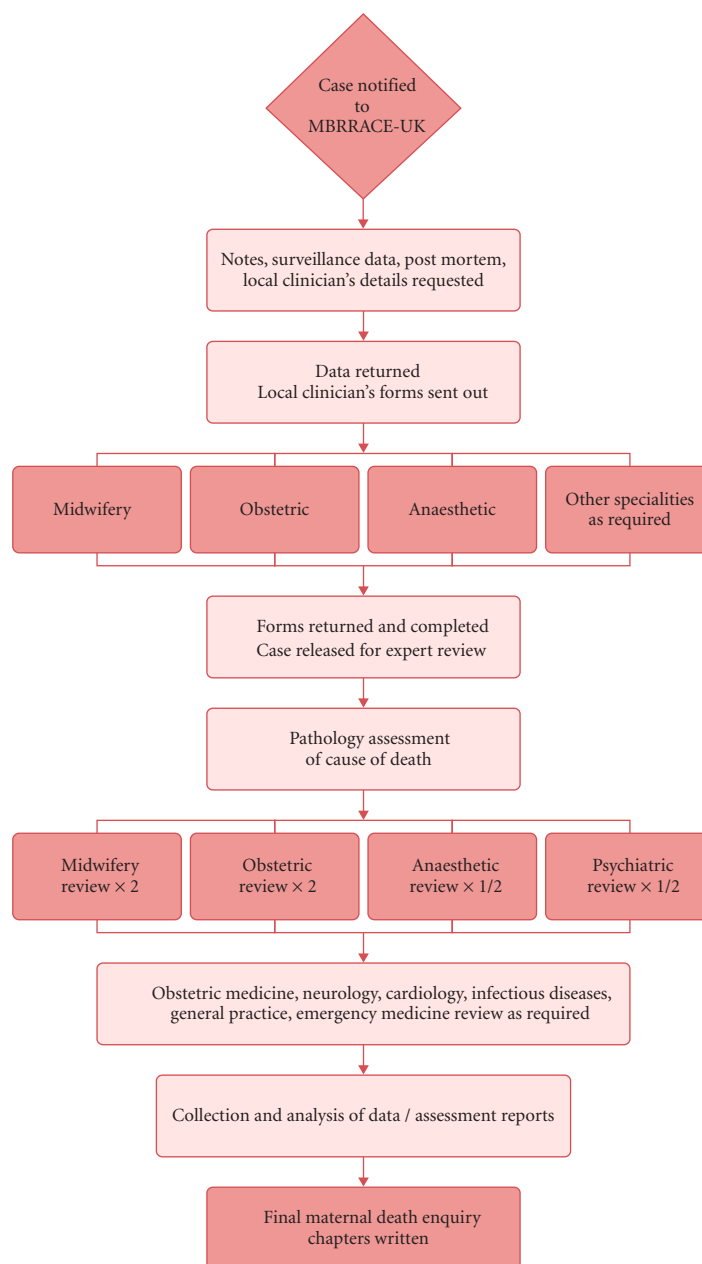 Case notified
to
MBRRACE-UK
Notes, surveillance data, post mortem,
local clinician’s details requested
Data returned
Local clinician’s forms sent out
Midwifery
Obstetric
Anaesthetic
Other specialities
as required
Forms returned and completed
Case released for expert review
Pathology assessment
of cause of death
Midwifery
review × 2
Obstetric
review × 2
Anaesthetic
review × 1/2
Psychiatric
review × 1/2
Obstetric medicine, neurology, cardiology, infectious diseases,
general practice, emergency medicine review as required
Collection and analysis of data / assessment reports
Final maternal death enquiry
chapters written